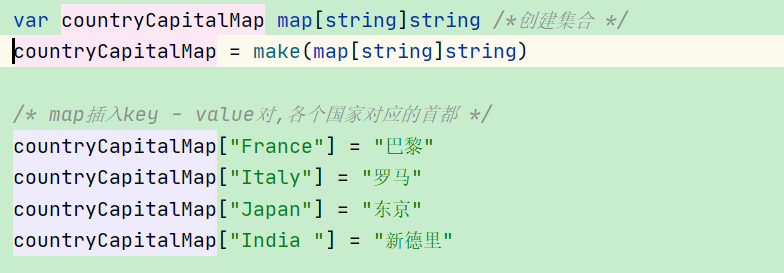 var countryCapitalMap map[string]string /*创建集合 */
countryCapitalMap = make(map[string]string)
/* map插入key - value对,各个国家对应的首都 */
countryCapitalMap["France"] = "巴黎"
countryCapitalMap["Italy"] = "罗马"
countryCapitalMap["Japan"] = "东京"
countryCapitalMap["India "] = "新德里"